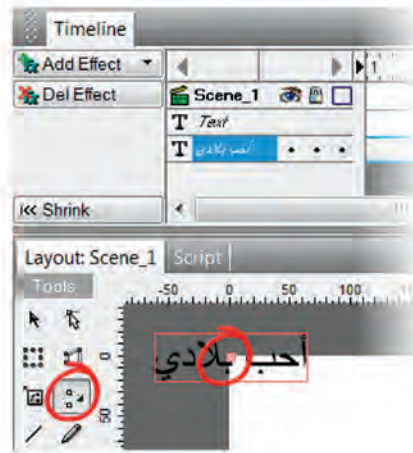 Timeline
Add Effect
Del Effect
1
Scene_1
T Text
T أحب بلادي
Shrink
Layout: Scene_1 Script
Tools
-50 0 50 100
0
50
أحب بلادي